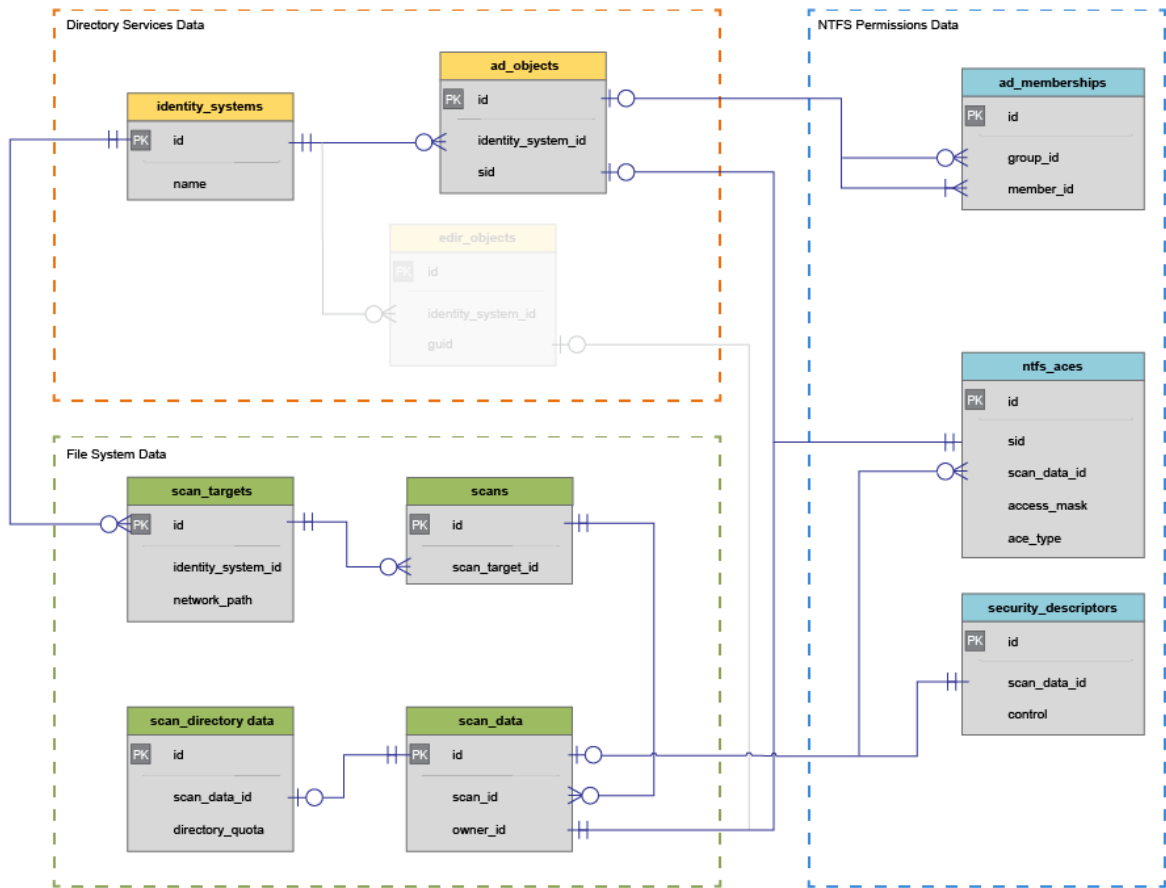 Directory Services Data
identity_systems
PK id
name
ad_objects
PK id
identity_system_id
sid
edir_objects
PK id
identity_system_id
guid
File System Data
scan_targets
PK id
identity_system_id
network_path
scans
PK id
scan_target_id
scan_directory data
PK id
scan_data_id
directory_quota
scan_data
PK id
scan_id
owner_id
NTFS Permissions Data
ad_memberships
PK id
group_id
member_id
ntfs_aces
PK id
sid
scan_data_id
access_mask
ace_type
security_descriptors
PK id
scan_data_id
control